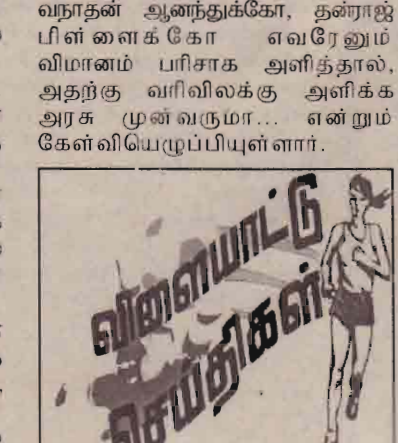 வநாதன் ஆனந்துக்கோ, தன்ராஜ்
பிள்ளைக்கோ எவரேனும்
விமானம் பரிசாக அளித்தால்,
அதற்கு வரிவிலக்கு அளிக்க
அரசு முன்வருமா... என்றும்
கேள்வியெழுப்பியுள்ளார்.
விளையாட்டு
செய்திகள்